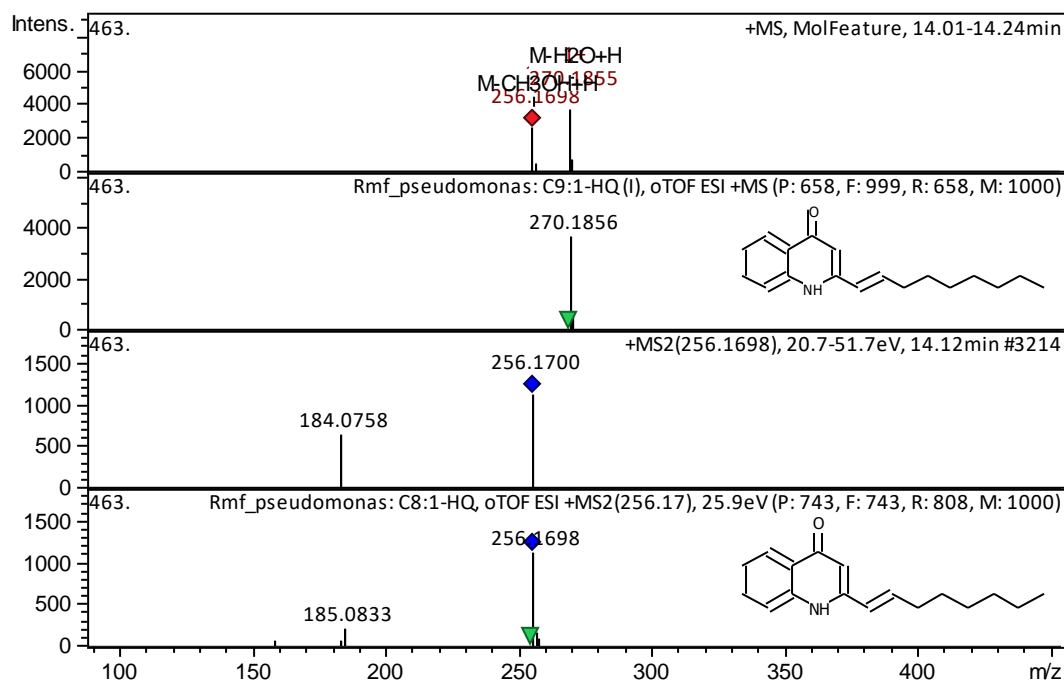 Intens.
463.
+MS, MolFeature, 14.01-14.24min
M-H2O+H
270.1855
M-CH3OH+H
256.1698
6000
4000
2000
0
463.
Rmf_pseudomonas: C9:1-HQ (I), oTOF ESI +MS (P: 658, F: 999, R: 658, M: 1000)
270.1856
4000
2000
0
O
NH
463.
+MS2(256.1698), 20.7-51.7eV, 14.12min #3214
256.1700
184.0758
1500
1000
500
0
463.
Rmf_pseudomonas: C8:1-HQ, oTOF ESI +MS2(256.17), 25.9eV (P: 743, F: 743, R: 808, M: 1000)
256.1698
185.0833
1500
1000
500
0
O
NH
100 150 200 250 300 350 400 m/z